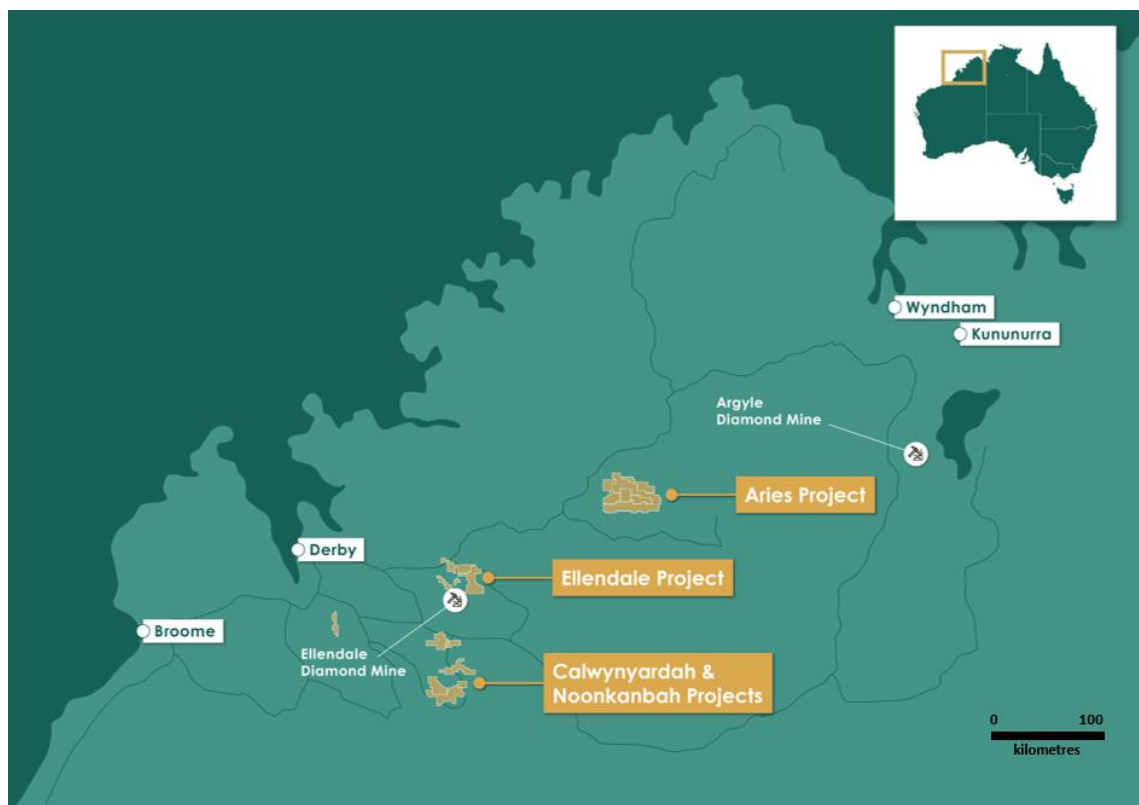 Wyndham
Kununurra
Argyle
Diamond Mine
Aries Project
Derby
Ellendale Project
Broome
Ellendale
Diamond Mine
Calwynyardah &
Noonkanbah Projects
0 100
kilometres